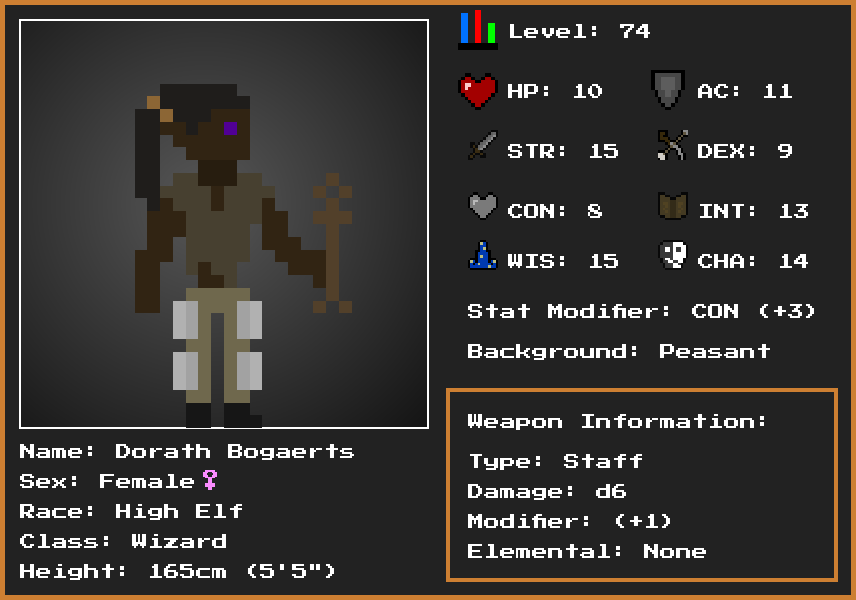 Level: 74
HP: 10 AC: 11
STR: 15 DEX: 9
CON: 8 INT: 13
WIS: 15 CHA: 14
Stat Modifier: CON (+3)
Background: Peasant
Weapon Information:
Type: Staff
Damage: d6
Modifier: (+1)
Elemental: None
Name: Dorath Bogaerts
Sex: Female♀
Race: High Elf
Class: Wizard
Height: 165cm (5'5")